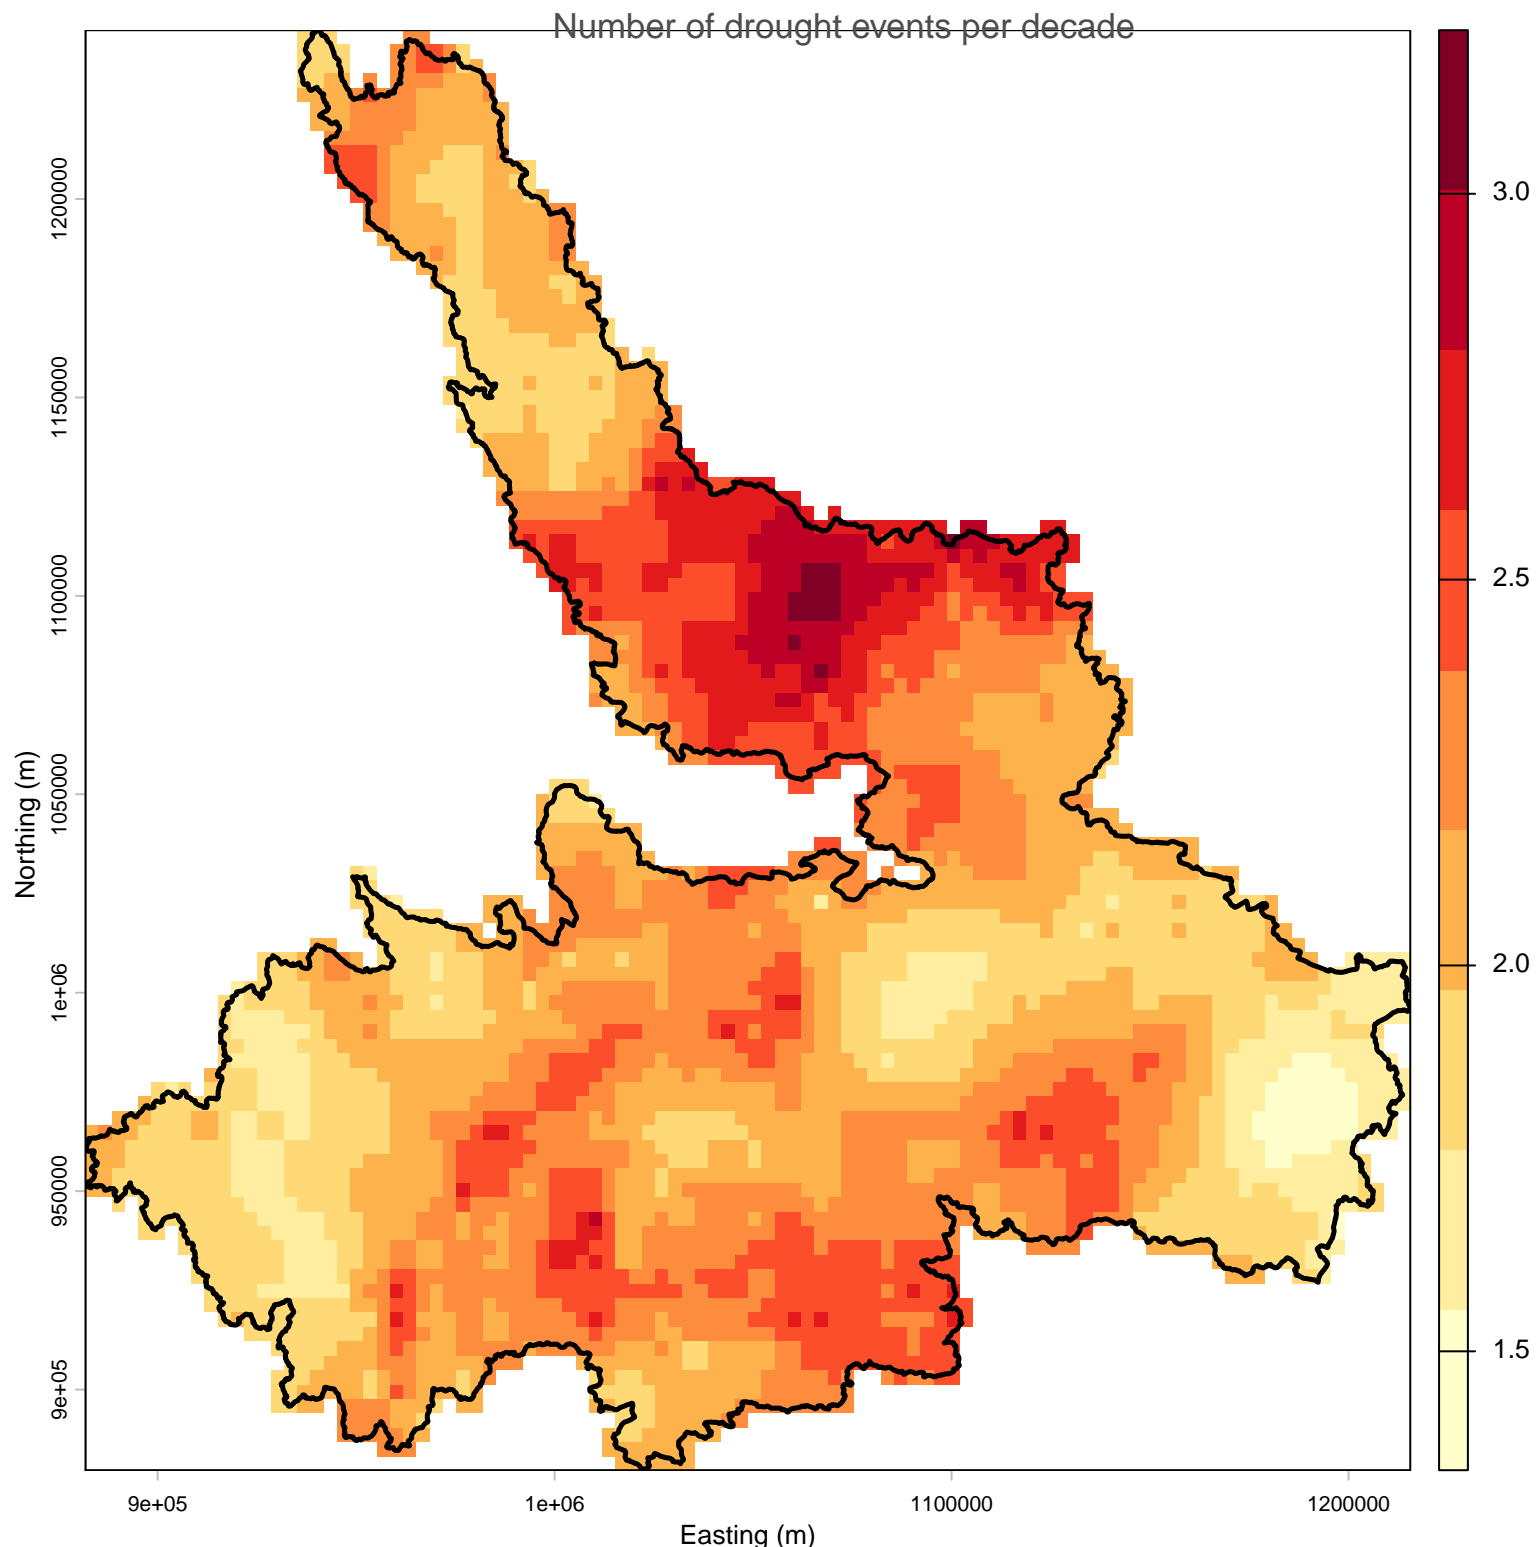 Number of drought events per decade
3.0
2.5
2.0
1.5
Northing (m)
1200000
1150000
1100000
1050000
1e+06
950000
9e+05
9e+05
1e+06
1100000
1200000
Easting (m)